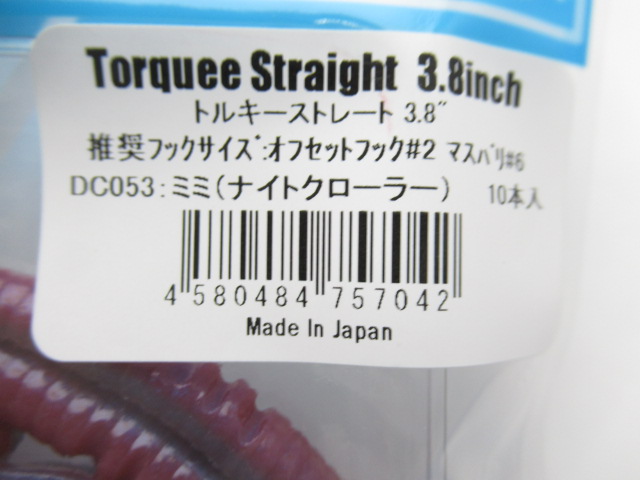 Torquee Straight 3.8inch
トルキーストレート 3.8″
推奨フックサイズ:オフセットフック#2 マスバリ#6
DC053:ミミ(ナイトクローラー) 10本入
4 580484 757042
Made In Japan